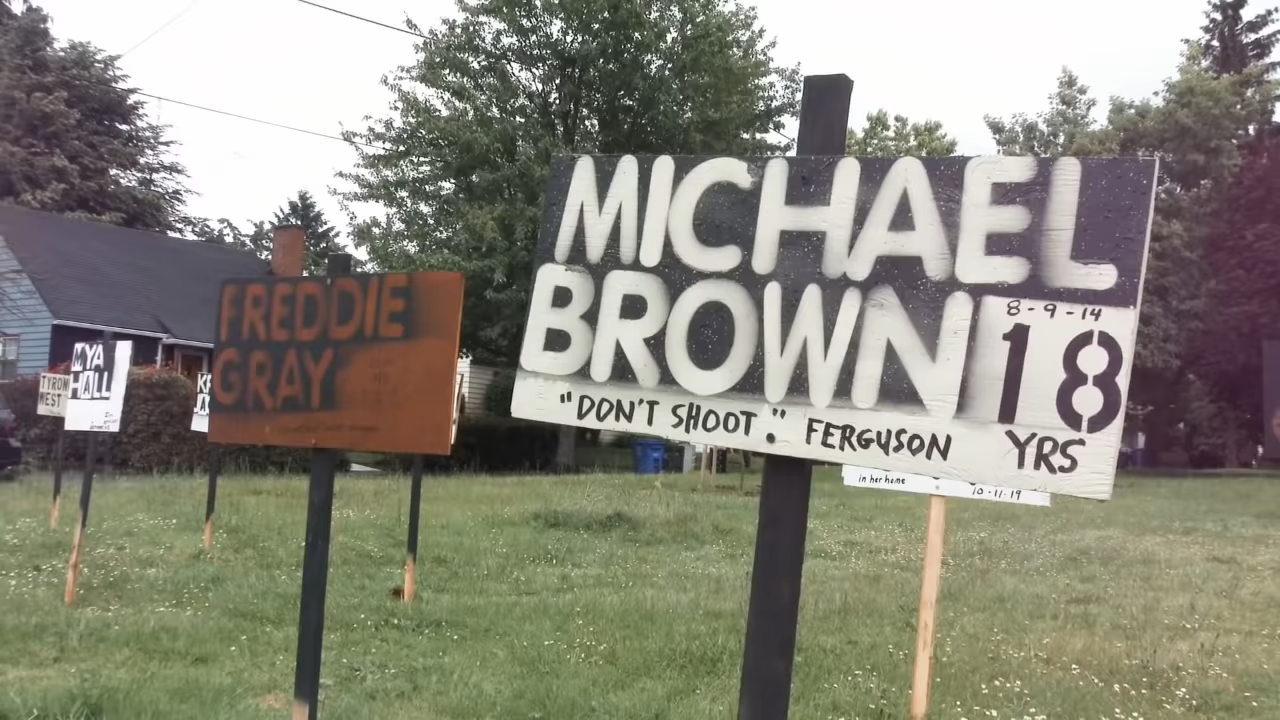 MICHAEL
BROWN
8-9-14
18
YRS
"DON'T SHOOT." FERGUSON
in her home 10-11-19
FREDDIE
GRAY
MYA
HALL
TYRON
WEST